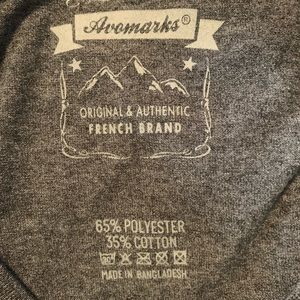 Avomarks®
ORIGINAL & AUTHENTIC
FRENCH BRAND
65% POLYESTER
35% COTTON
MADE IN BANGLADESH